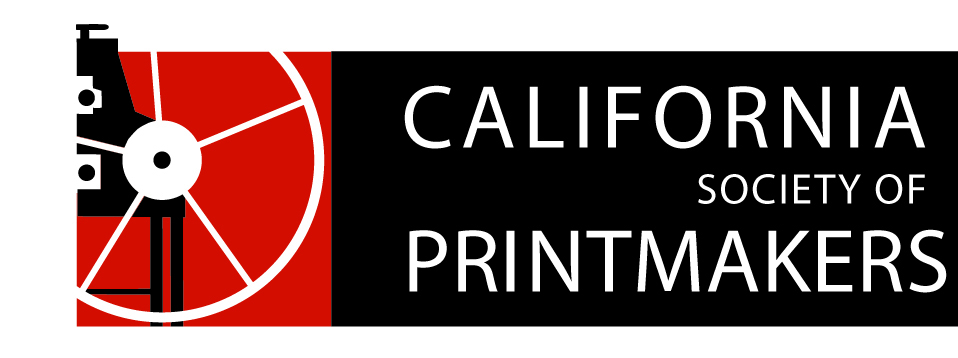 CALIFORNIA
SOCIETY OF
PRINTMAKERS